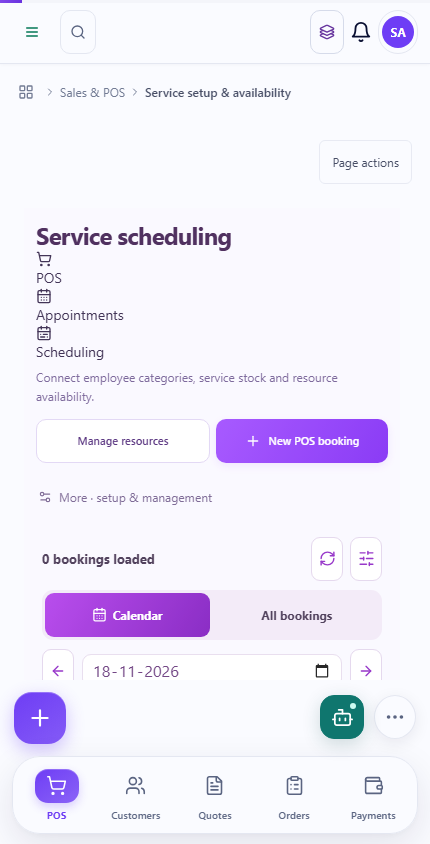 SA
Sales & POS
Service setup & availability
Page actions
Service scheduling
POS
Appointments
Scheduling
Connect employee categories, service stock and resource
availability.
Manage resources
New POS booking
More · setup & management
0 bookings loaded
Calendar
All bookings
18-11-2026
POS
Customers
Quotes
Orders
Payments